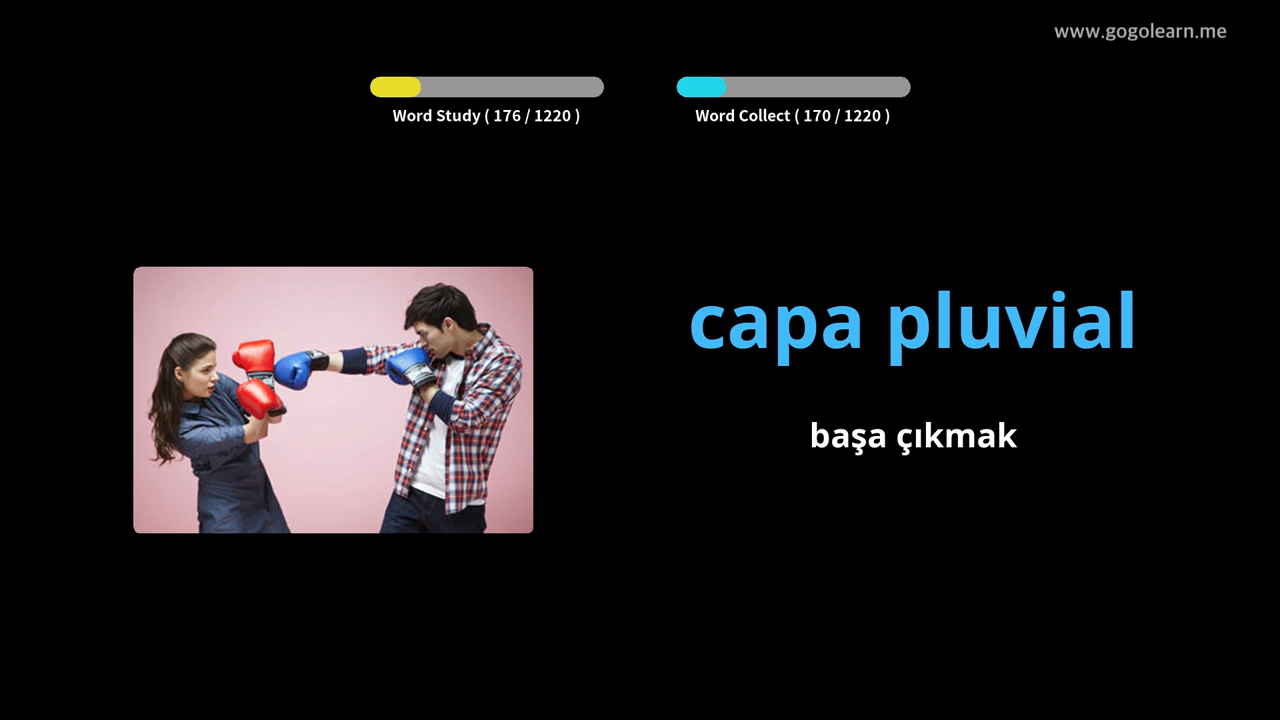 www.gogolearn.me
Word Study ( 176 / 1220 )
Word Collect ( 170 / 1220 )
capa pluvial
başa çıkmak